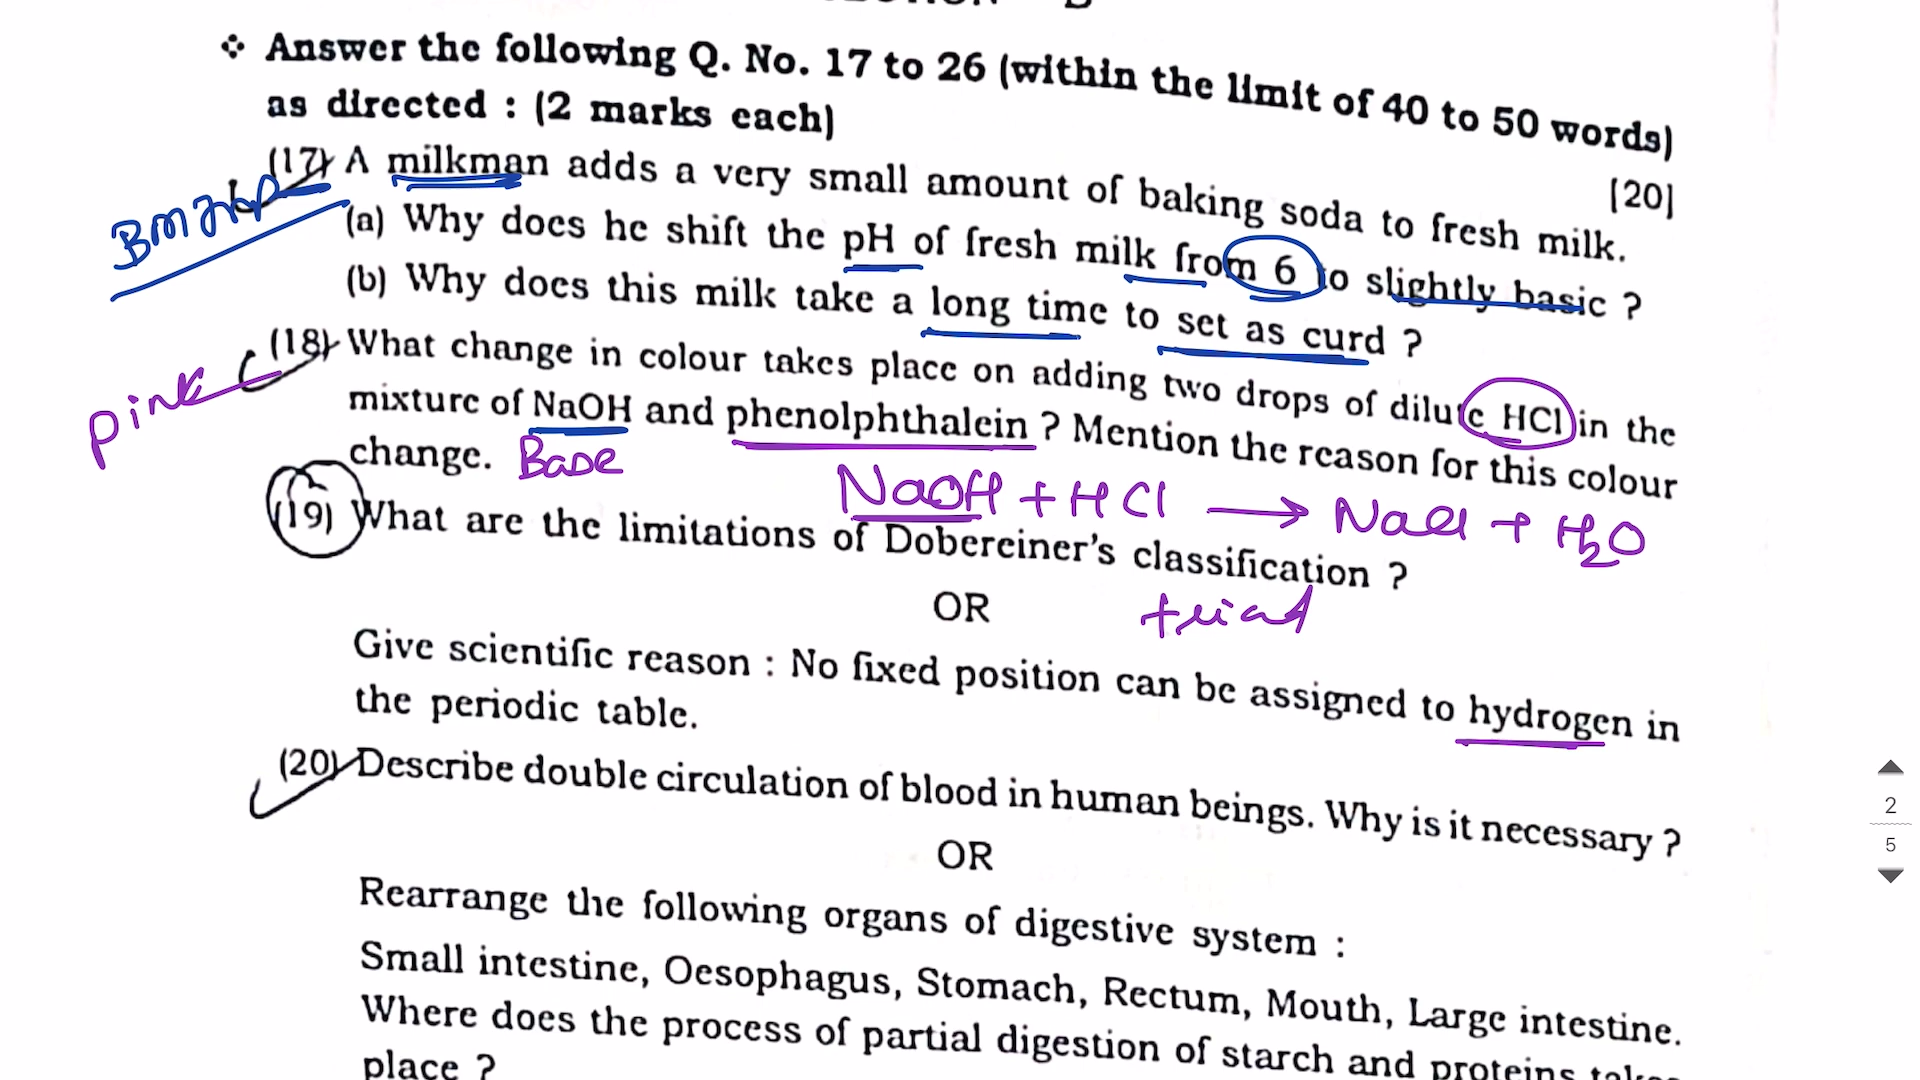 ❖ Answer the following Q. No. 17 to 26 (within the limit of 40 to 50 words)
as directed : (2 marks each)
[20]
(17) A milkman adds a very small amount of baking soda to fresh milk.
(a) Why does he shift the pH of fresh milk from 6 to slightly basic ?
(b) Why does this milk take a long time to set as curd ?
(18) What change in colour takes place on adding two drops of dilute HCl in the
pink
mixture of NaOH and phenolphthalein ? Mention the reason for this colour
change.
Base
NaOH + HCl → NaCl + H₂O
(19) What are the limitations of Dobereiner's classification ?
triad
OR
Give scientific reason : No fixed position can be assigned to hydrogen in
the periodic table.
(20) Describe double circulation of blood in human beings. Why is it necessary ?
OR
Rearrange the following organs of digestive system :
Small intestine, Oesophagus, Stomach, Rectum, Mouth, Large intestine.
Where does the process of partial digestion of starch and proteins takes
place ?
2
5